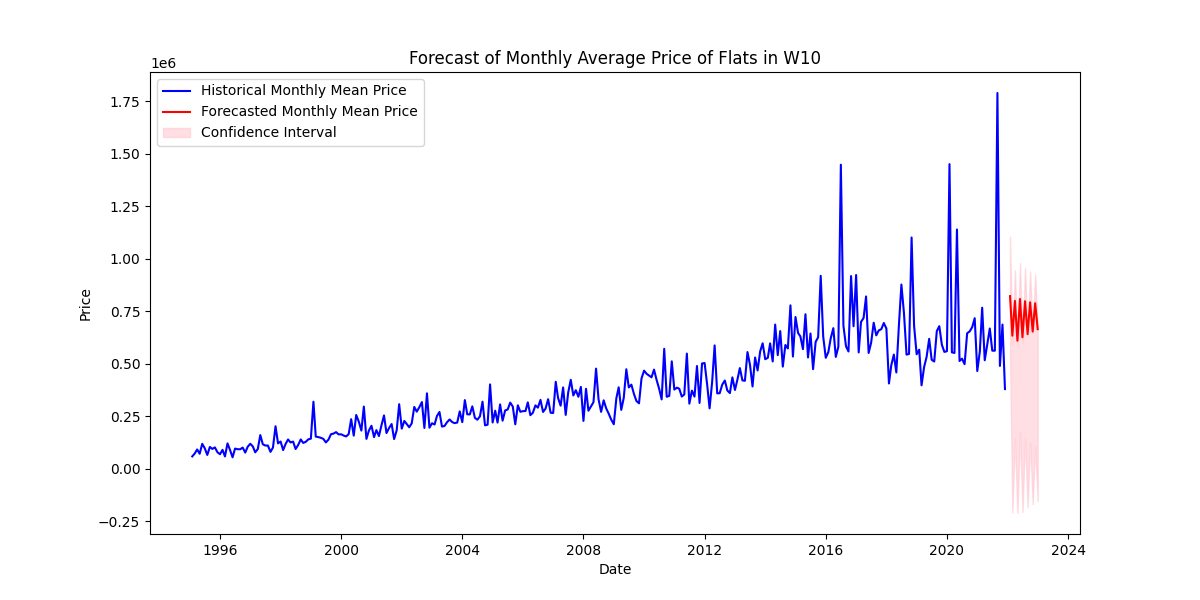 Forecast of Monthly Average Price of Flats in W10
1e6
Historical Monthly Mean Price
Forecasted Monthly Mean Price
Confidence Interval
1.75
1.50
1.25
1.00
0.75
0.50
0.25
0.00
−0.25
Price
1996 2000 2004 2008 2012 2016 2020 2024
Date